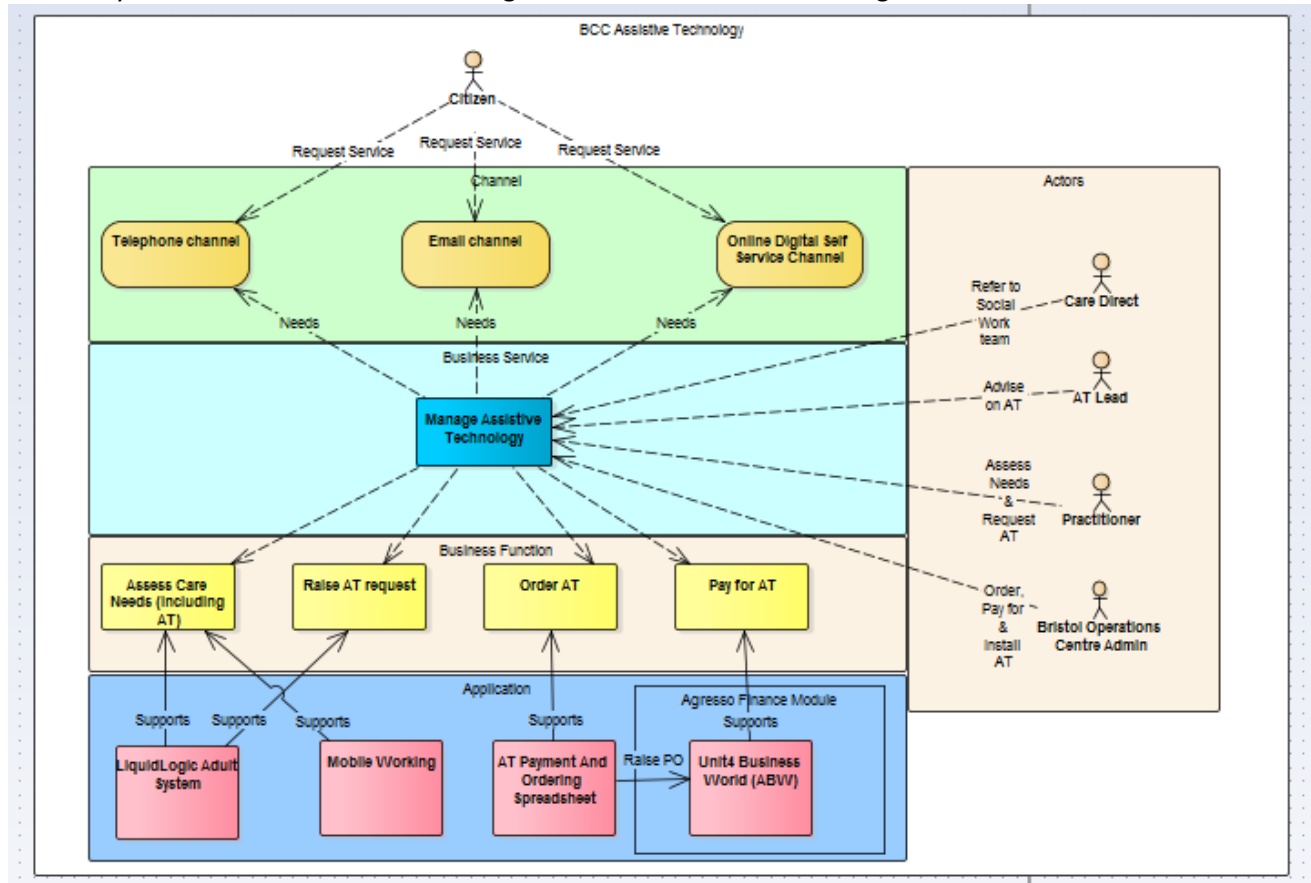 BCC Assistive Technology
Citizen
Request Service
Request Service
Request Service
Channel
Telephone channel
Email channel
Online Digital Self
Service Channel
Needs
Needs
Needs
Business Service
Manage Assistive
Technology
Actors
Refer to
Social
Work
team
Care Direct
Advise
on AT
AT Lead
Assess
Needs
&
Request
AT
Practitioner
Order,
Pay for
&
Install
AT
Bristol Operations
Centre Admin
Business Function
Assess Care
Needs (including
AT)
Raise AT request
Order AT
Pay for AT
Application
Supports
Supports
Supports
Supports
Agresso Finance Module
Supports
LiquidLogic Adult
System
Mobile Working
AT Payment And
Ordering
Spreadsheet
Raise PO
Unit4 Business
World (ABW)